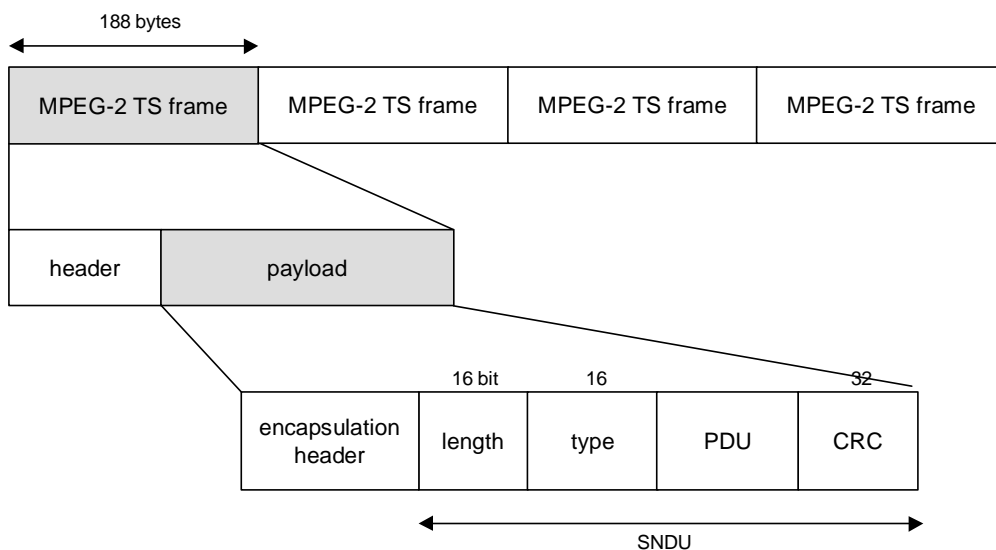 188 bytes
MPEG-2 TS frame
MPEG-2 TS frame
MPEG-2 TS frame
MPEG-2 TS frame
header
payload
16 bit
16
32
encapsulation
header
length
type
PDU
CRC
SNDU